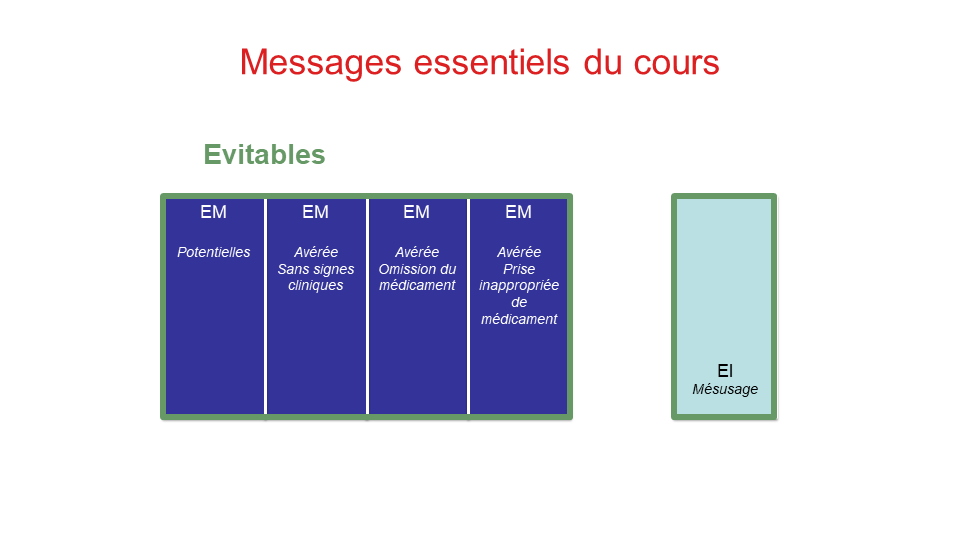 Messages essentiels du cours
Evitables
EM
Potentielles
EM
Avérée
Sans signes
cliniques
EM
Avérée
Omission du
médicament
EM
Avérée
Prise
inappropriée
de
médicament
EI
Mésusage